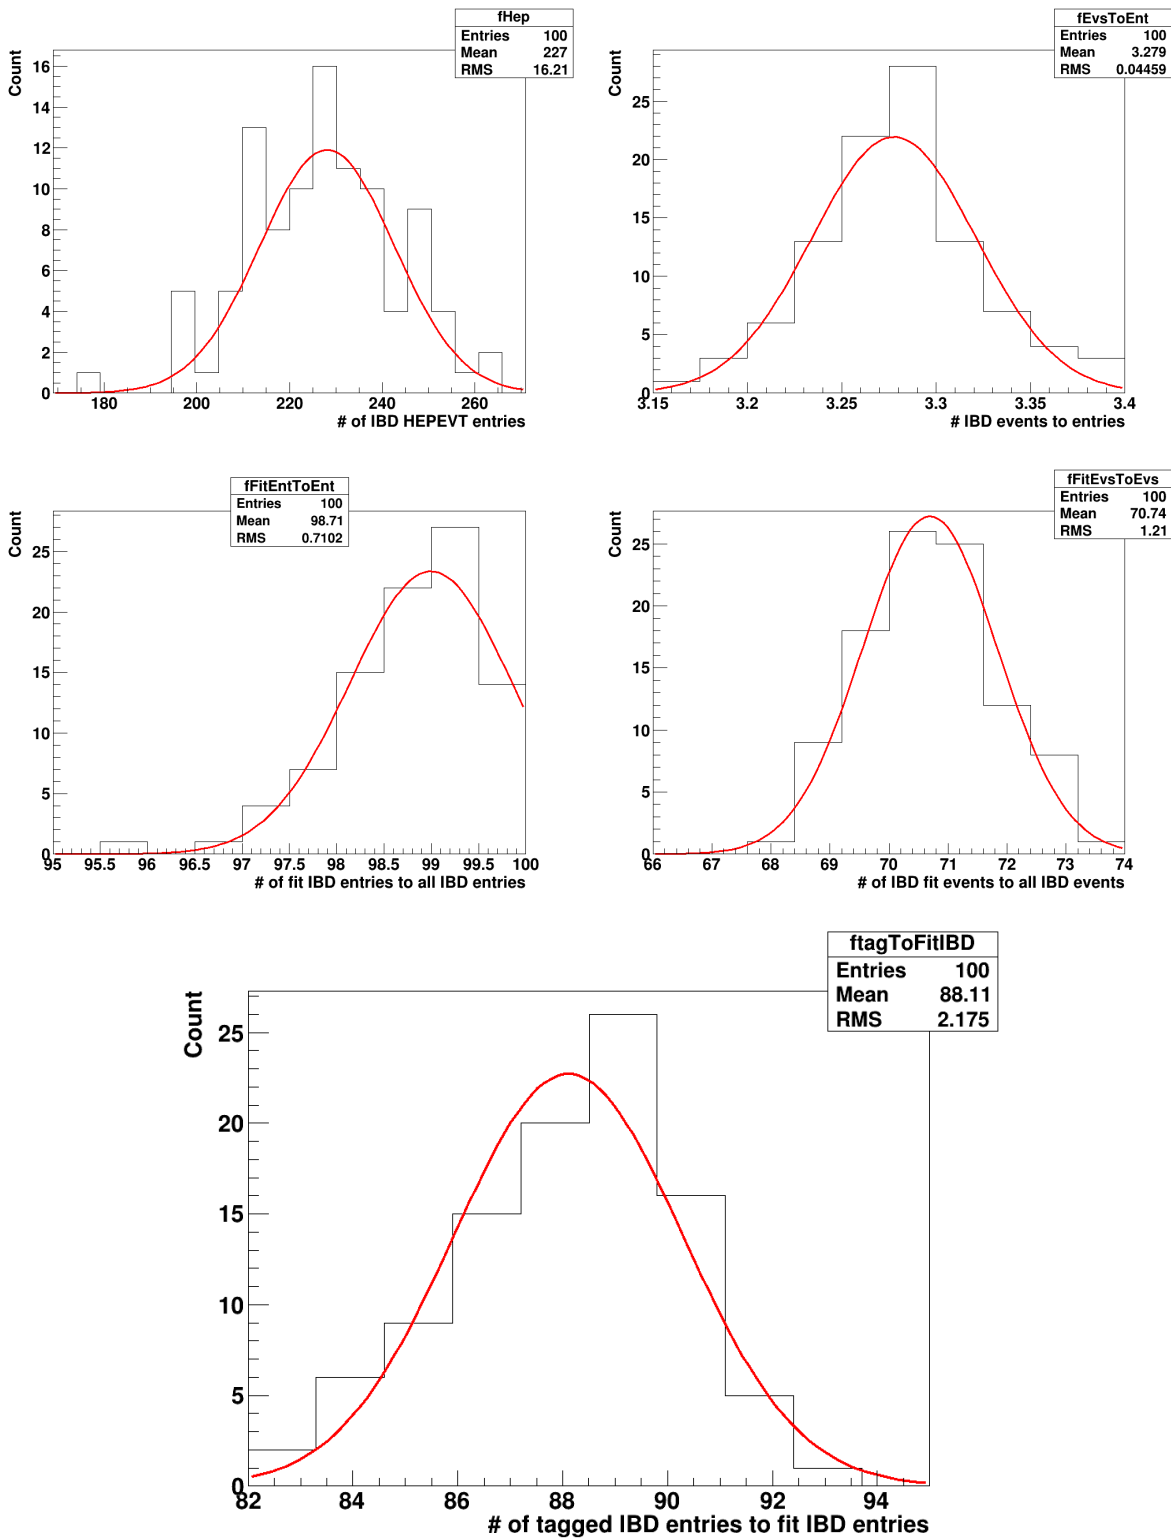 fHep
Entries 100
Mean 227
RMS 16.21
Count
16
14
12
10
8
6
4
2
0
180 200 220 240 260
# of IBD HEPEVT entries
fEvsToEnt
Entries 100
Mean 3.279
RMS 0.04459
Count
25
20
15
10
5
0
3.15 3.2 3.25 3.3 3.35 3.4
# IBD events to entries
fFitEntToEnt
Entries 100
Mean 98.71
RMS 0.7102
Count
25
20
15
10
5
0
95 95.5 96 96.5 97 97.5 98 98.5 99 99.5 100
# of fit IBD entries to all IBD entries
fFitEvsToEvs
Entries 100
Mean 70.74
RMS 1.21
Count
25
20
15
10
5
0
66 67 68 69 70 71 72 73 74
# of IBD fit events to all IBD events
ftagToFitIBD
Entries 100
Mean 88.11
RMS 2.175
Count
25
20
15
10
5
0
82 84 86 88 90 92 94
# of tagged IBD entries to fit IBD entries